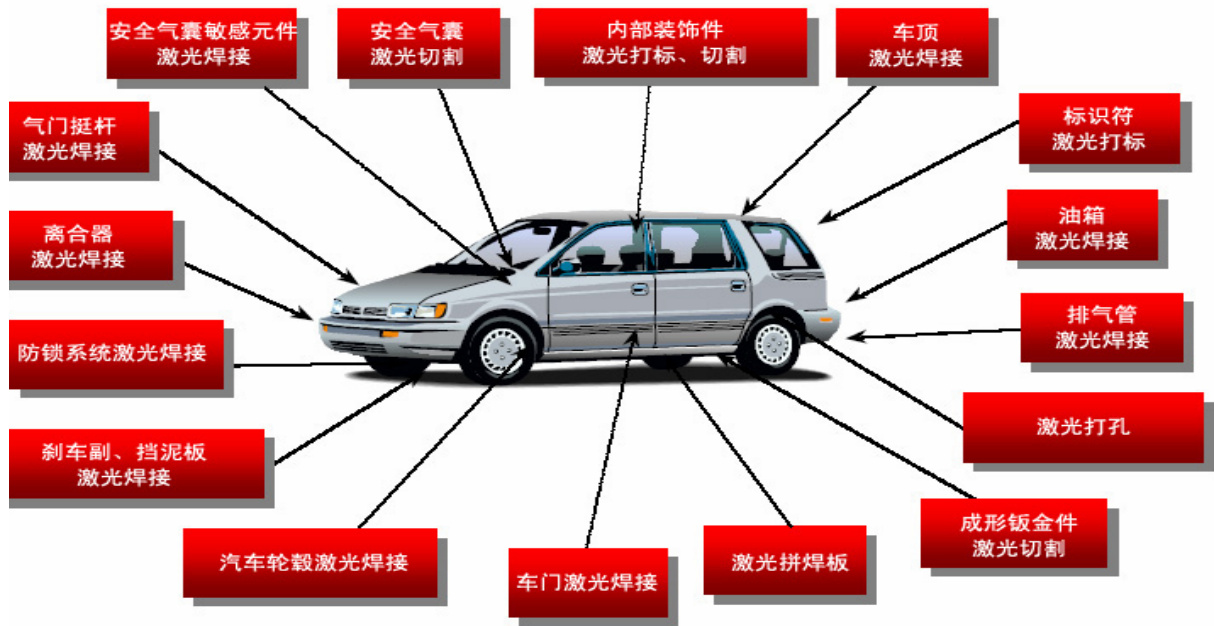 安全气囊敏感元件
激光焊接
安全气囊
激光切割
内部装饰件
激光打标、切割
车顶
激光焊接
气门挺杆
激光焊接
标识符
激光打标
离合器
激光焊接
油箱
激光焊接
防锁系统激光焊接
排气管
激光焊接
刹车副、挡泥板
激光焊接
激光打孔
汽车轮毂激光焊接
车门激光焊接
激光拼焊板
成形钣金件
激光切割